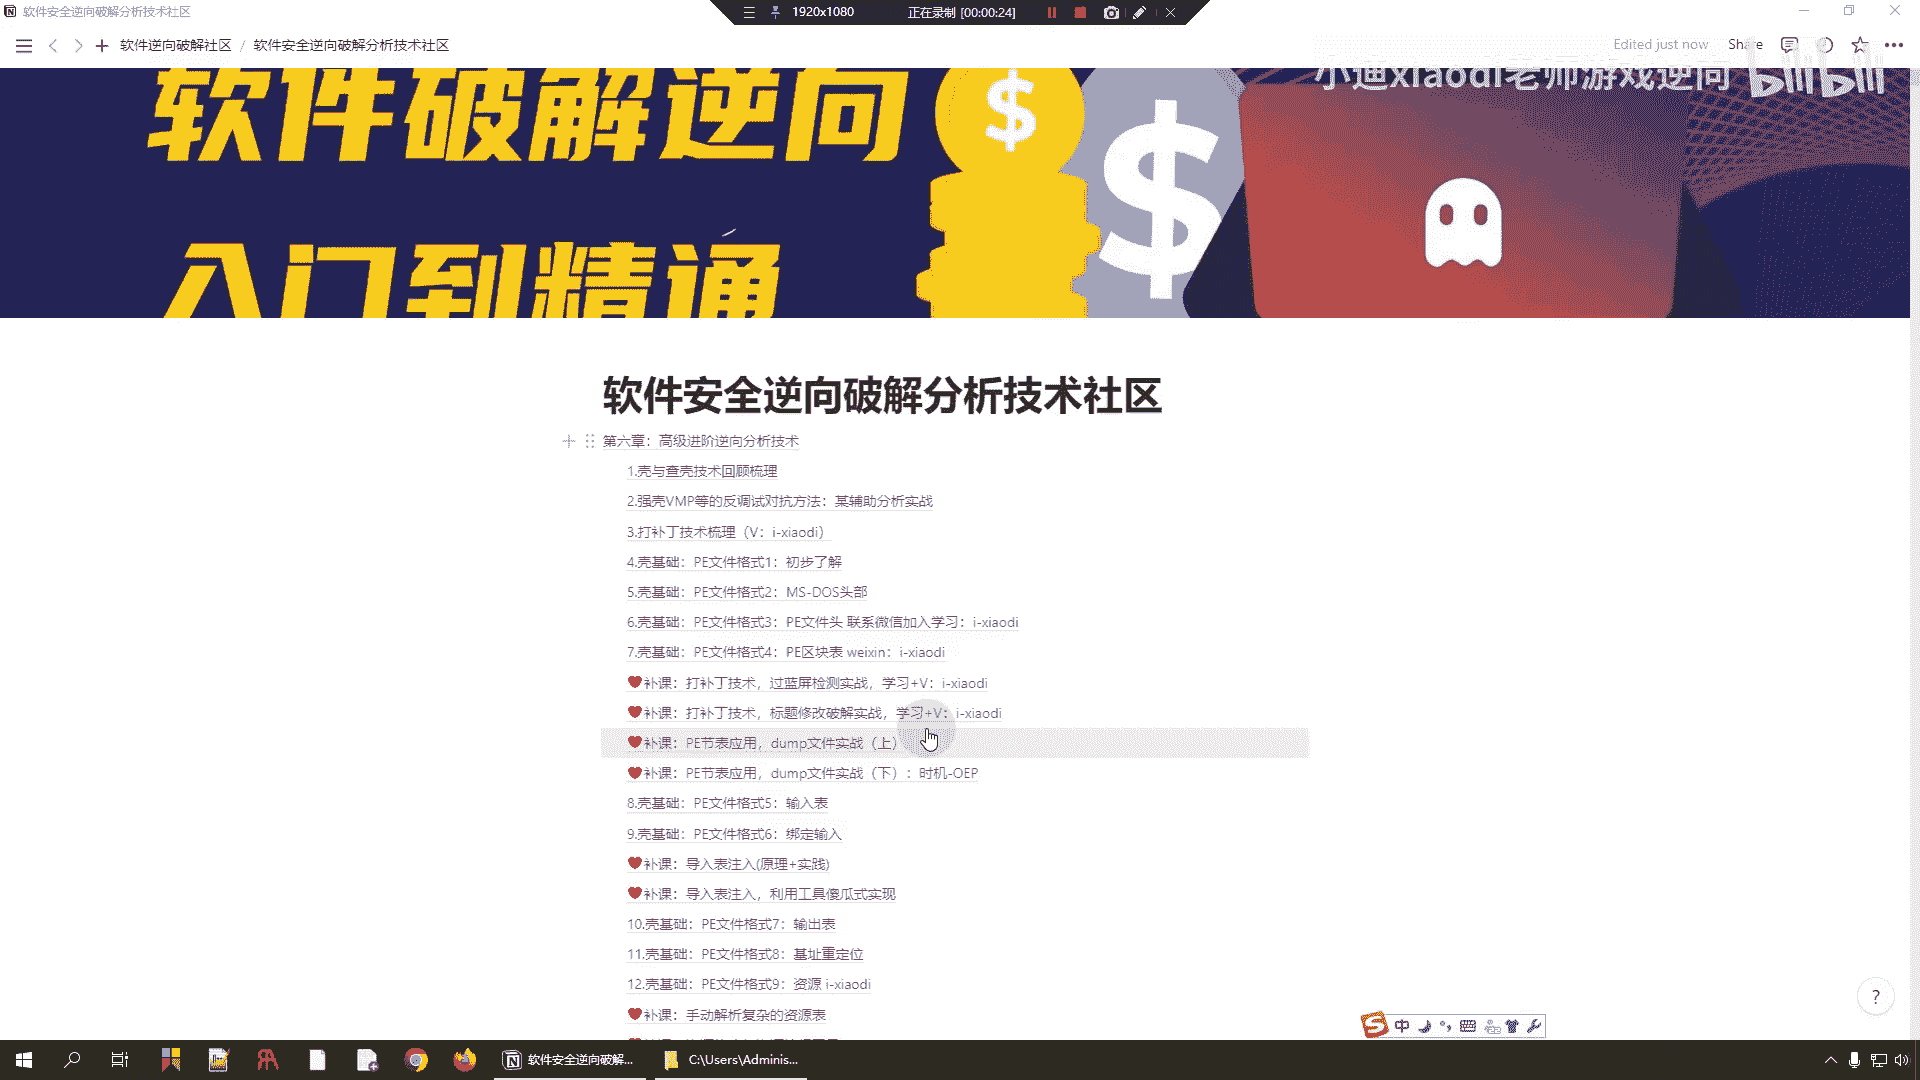 软件安全逆向破解分析技术社区
1920x1080 正在录制 [00:00:24]
软件逆向破解社区 / 软件安全逆向破解分析技术社区
Edited just now Share
小迪xiaodi老师游戏逆向 bilibili
软件破解逆向
入门到精通
软件安全逆向破解分析技术社区
第六章：高级进阶逆向分析技术
1.壳与查壳技术回顾梳理
2.强壳VMP等的反调试对抗方法：某辅助分析实战
3.打补丁技术梳理（V：i-xiaodi）
4.壳基础：PE文件格式1：初步了解
5.壳基础：PE文件格式2：MS-DOS头部
6.壳基础：PE文件格式3：PE文件头 联系微信加入学习：i-xiaodi
7.壳基础：PE文件格式4：PE区块表 weixin：i-xiaodi
补课：打补丁技术，过蓝屏检测实战，学习+V：i-xiaodi
补课：打补丁技术，标题修改破解实战，学习+V：i-xiaodi
补课：PE节表应用，dump文件实战（上）
补课：PE节表应用，dump文件实战（下）：时机-OEP
8.壳基础：PE文件格式5：输入表
9.壳基础：PE文件格式6：绑定输入
补课：导入表注入(原理+实践)
补课：导入表注入，利用工具傻瓜式实现
10.壳基础：PE文件格式7：输出表
11.壳基础：PE文件格式8：基址重定位
12.壳基础：PE文件格式9：资源 i-xiaodi
补课：手动解析复杂的资源表
?
中
软件安全逆向破解... C:\Users\Adminis...